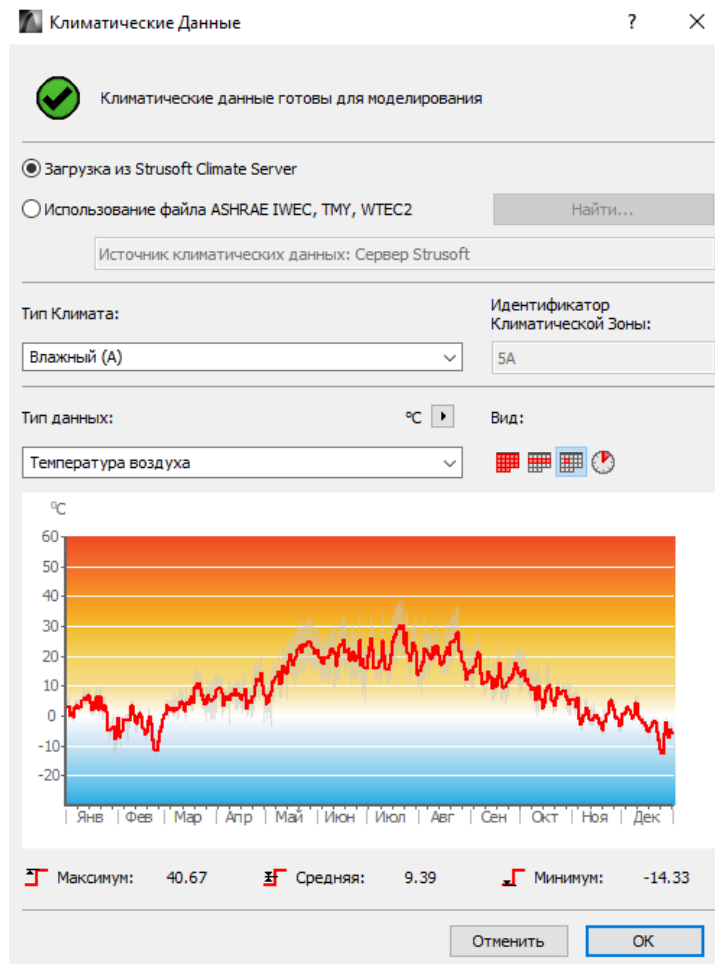 Климатические Данные
? ×
Климатические данные готовы для моделирования
Загрузка из Strusoft Climate Server
Использование файла ASHRAE IWEC, TMY, WTEC2
Найти...
Источник климатических данных: Сервер Strusoft
Тип Климата:
Идентификатор
Климатической Зоны:
Влажный (A)
5A
Тип данных:
ºC
Вид:
Температура воздуха
ºC
60
50
40
30
20
10
0
-10
-20
Янв Фев Мар Апр Май Июн Июл Авг Сен Окт Ноя Дек
Максимум: 40.67 Средняя: 9.39 Минимум: -14.33
Отменить OK